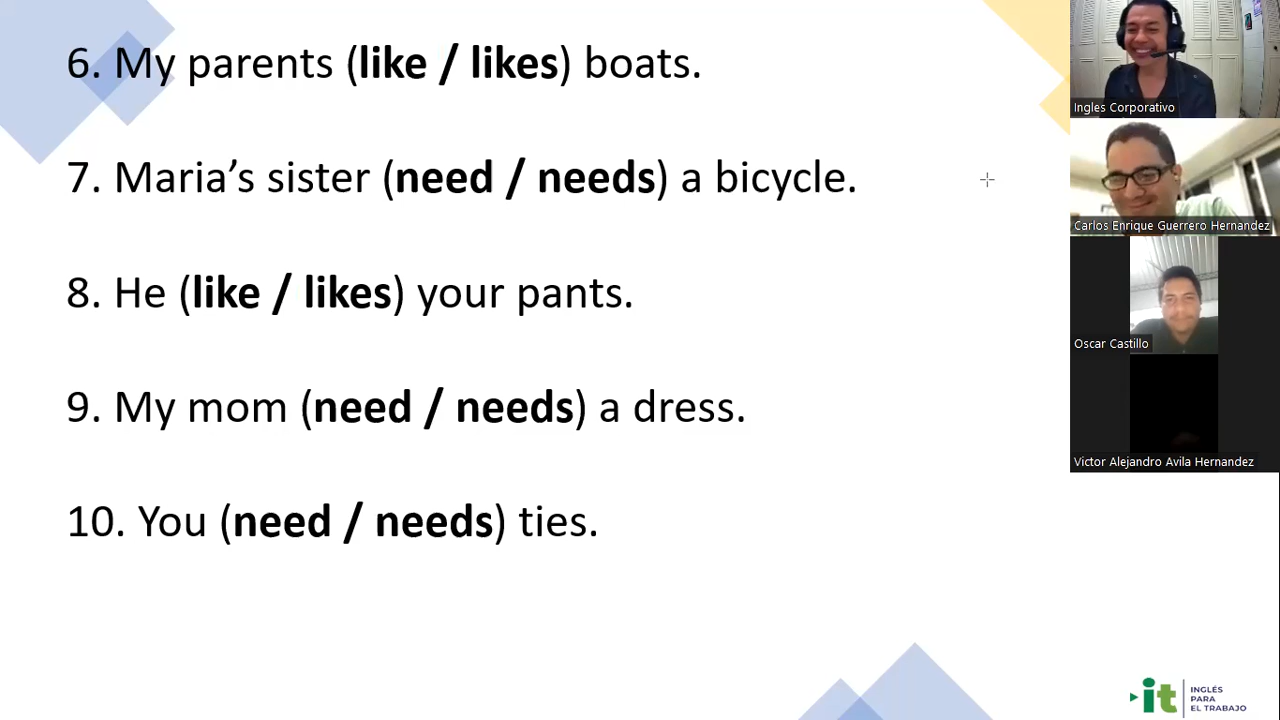 6. My parents (like / likes) boats.
7. Maria’s sister (need / needs) a bicycle.
8. He (like / likes) your pants.
9. My mom (need / needs) a dress.
10. You (need / needs) ties.
Ingles Corporativo
Carlos Enrique Guerrero Hernandez
Oscar Castillo
Victor Alejandro Avila Hernandez
it
INGLÉS
PARA
EL TRABAJO